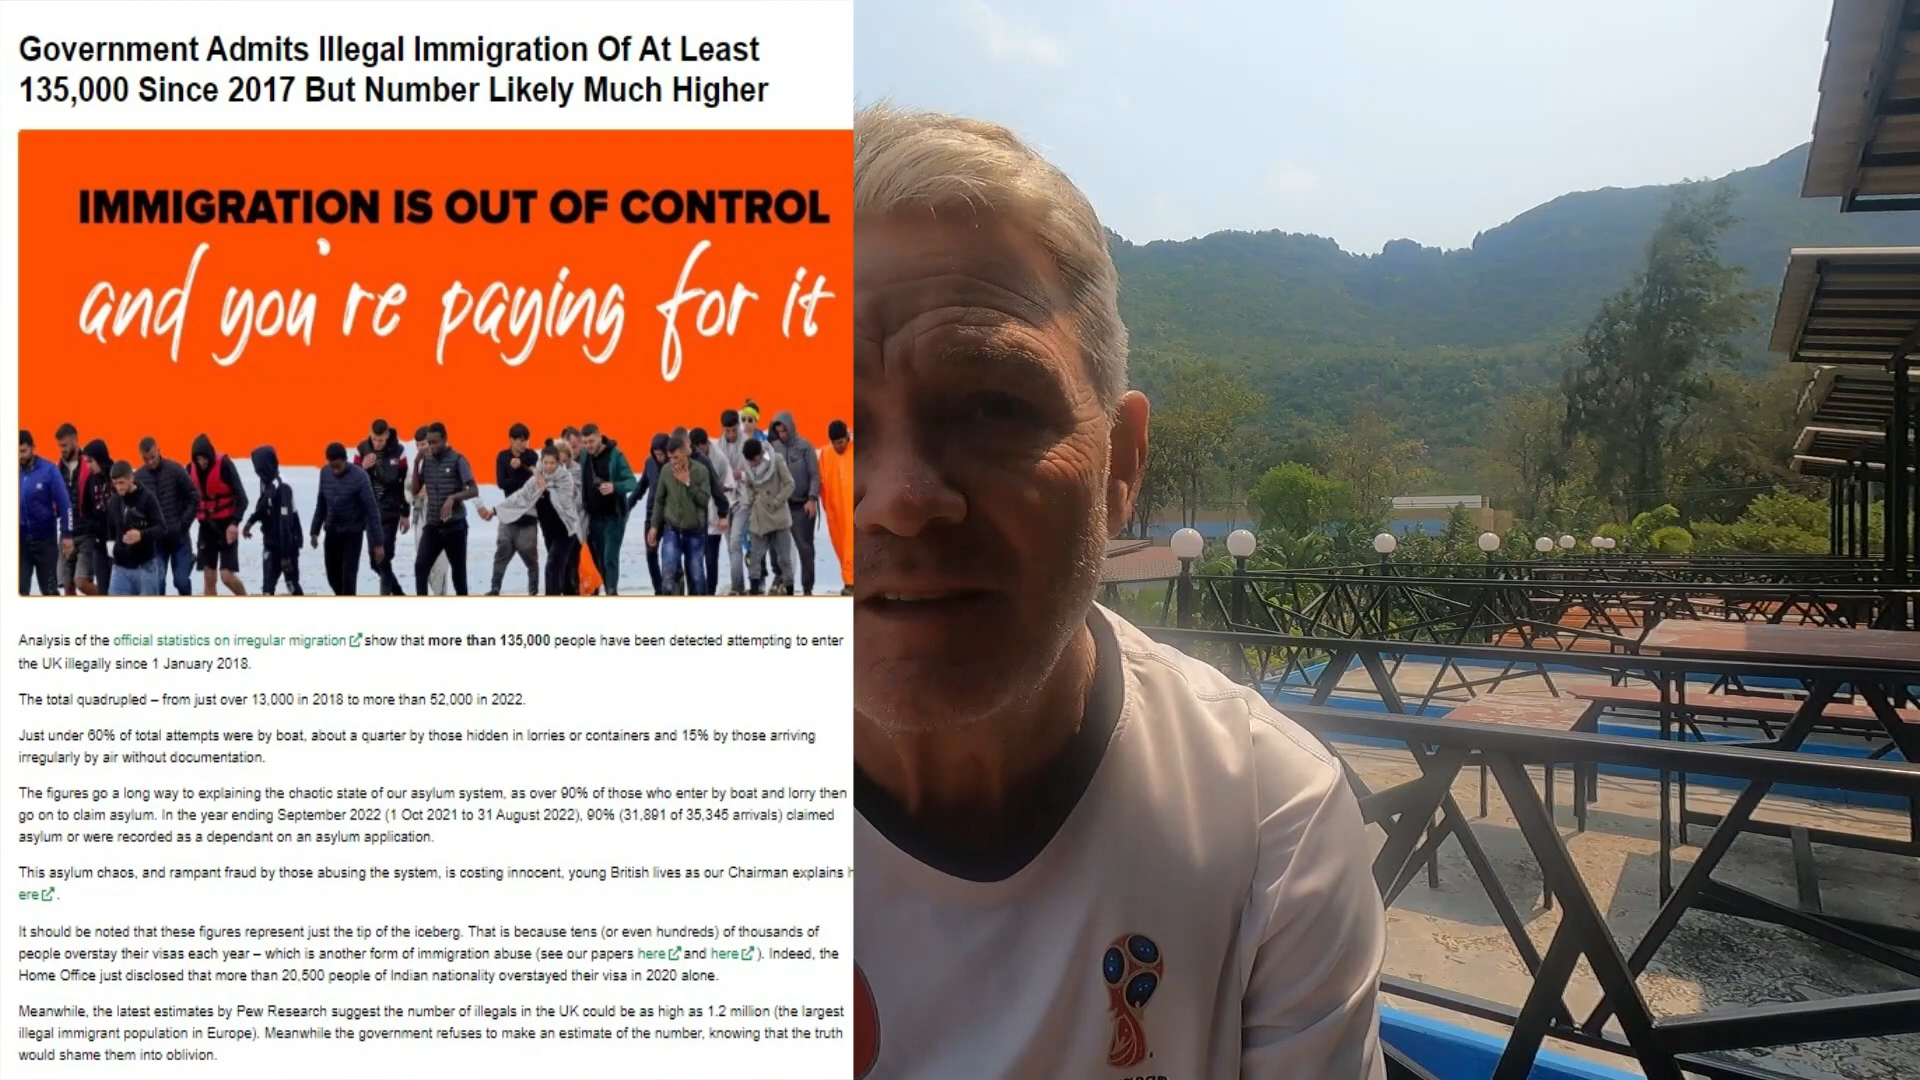 Government Admits Illegal Immigration Of At Least
135,000 Since 2017 But Number Likely Much Higher
IMMIGRATION IS OUT OF CONTROL
and you're paying for it
Analysis of the official statistics on irregular migration show that more than 135,000 people have been detected attempting to enter
the UK illegally since 1 January 2018.
The total quadrupled – from just over 13,000 in 2018 to more than 52,000 in 2022.
Just under 60% of total attempts were by boat, about a quarter by those hidden in lorries or containers and 15% by those arriving
irregularly by air without documentation.
The figures go a long way to explaining the chaotic state of our asylum system, as over 90% of those who enter by boat and lorry then
go on to claim asylum. In the year ending September 2022 (1 Oct 2021 to 31 August 2022), 90% (31,891 of 35,345 arrivals) claimed
asylum or were recorded as a dependant on an asylum application.
This asylum chaos, and rampant fraud by those abusing the system, is costing innocent, young British lives as our Chairman explains h
ere.
It should be noted that these figures represent just the tip of the iceberg. That is because tens (or even hundreds) of thousands of
people overstay their visas each year – which is another form of immigration abuse (see our papers here and here). Indeed, the
Home Office just disclosed that more than 20,500 people of Indian nationality overstayed their visa in 2020 alone.
Meanwhile, the latest estimates by Pew Research suggest the number of illegals in the UK could be as high as 1.2 million (the largest
illegal immigrant population in Europe). Meanwhile the government refuses to make an estimate of the number, knowing that the truth
would shame them into oblivion.